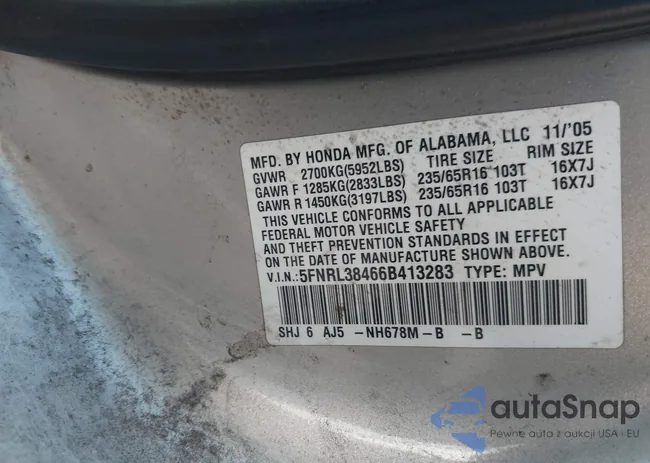 MFD. BY HONDA MFG. OF ALABAMA, LLC 11/'05
GVWR 2700KG(5952LBS) TIRE SIZE RIM SIZE
GAWR F 1285KG(2833LBS) 235/65R16 103T 16X7J
GAWR R 1450KG(3197LBS) 235/65R16 103T 16X7J
THIS VEHICLE CONFORMS TO ALL APPLICABLE
FEDERAL MOTOR VEHICLE SAFETY
AND THEFT PREVENTION STANDARDS IN EFFECT
ON THE DATE OF MANUFACTURE SHOWN ABOVE.
V.I.N.:5FNRL38466B413283 TYPE: MPV
SHJ 6 AJ5 -NH678M-B -B
autaSnap
Pewne auta z aukcji USA i EU